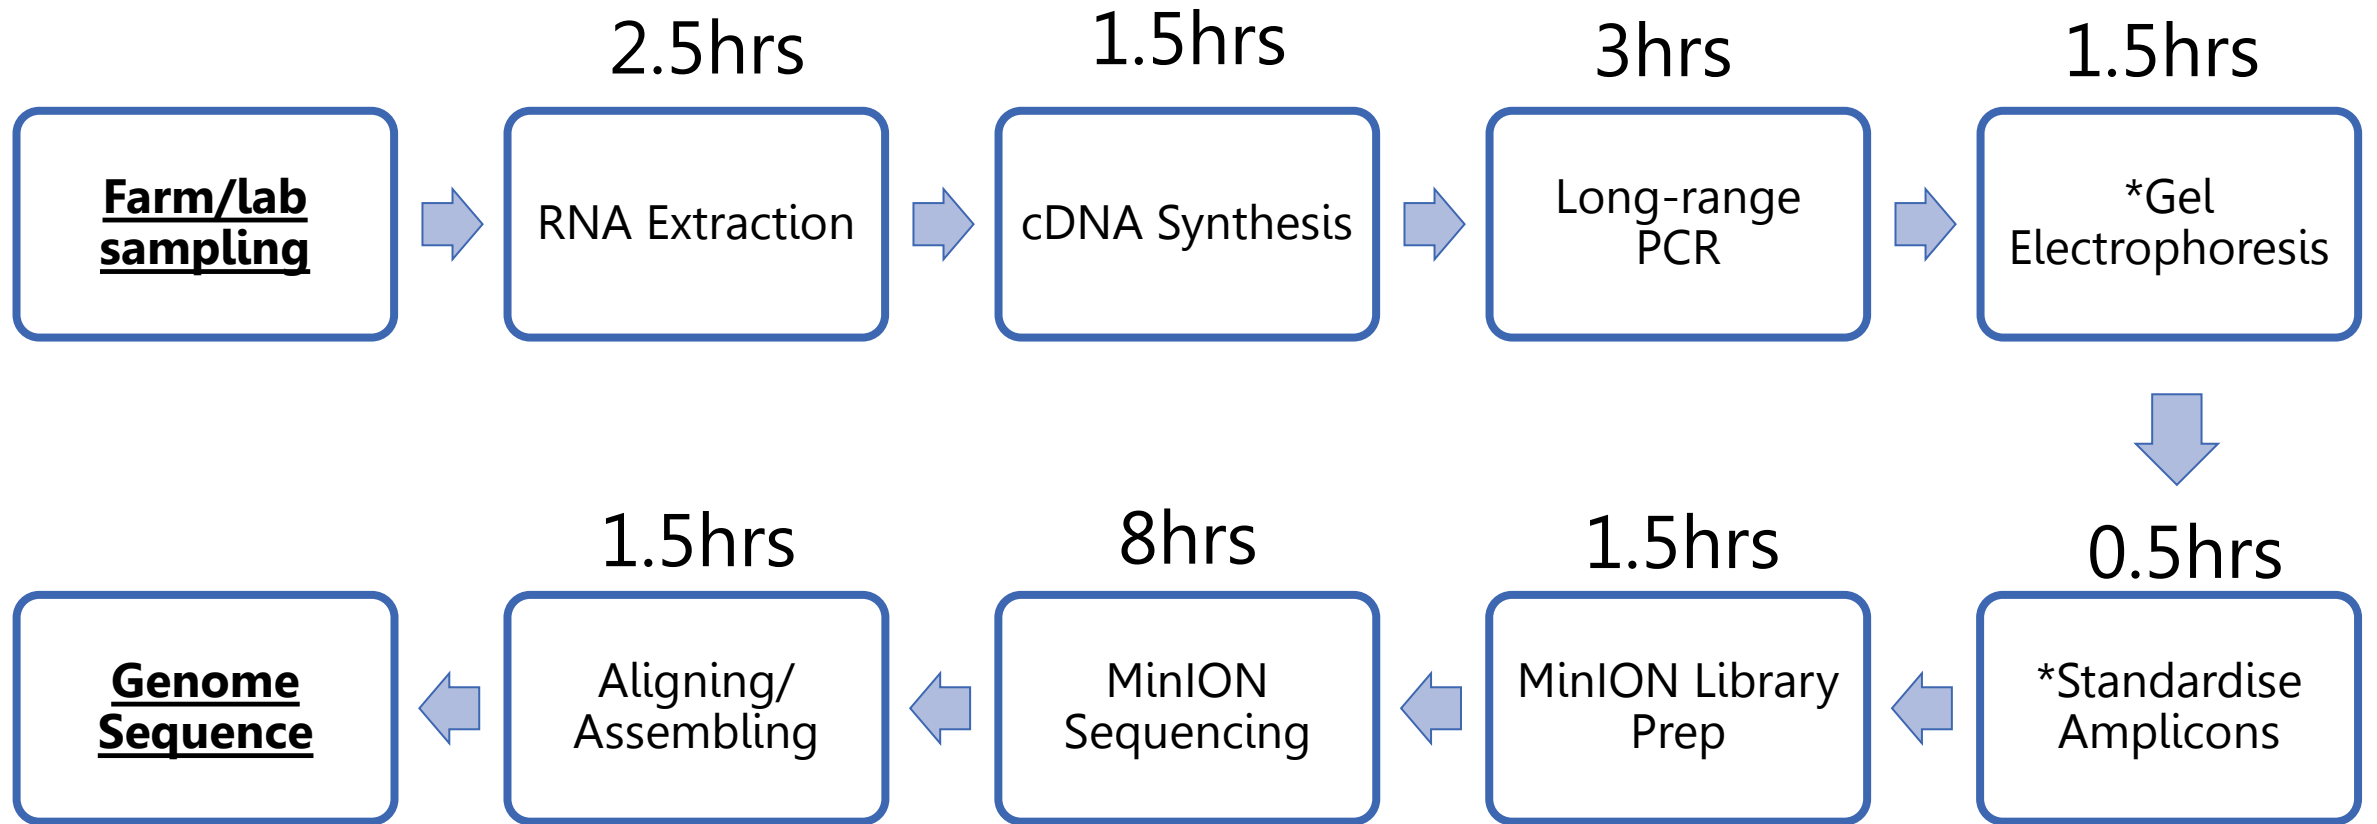 2.5hrs
1.5hrs
3hrs
1.5hrs
Farm/lab
sampling
RNA Extraction
cDNA Synthesis
Long-range
PCR
*Gel
Electrophoresis
1.5hrs
8hrs
1.5hrs
0.5hrs
Genome
Sequence
Aligning/
Assembling
MinION
Sequencing
MinION Library
Prep
*Standardise
Amplicons